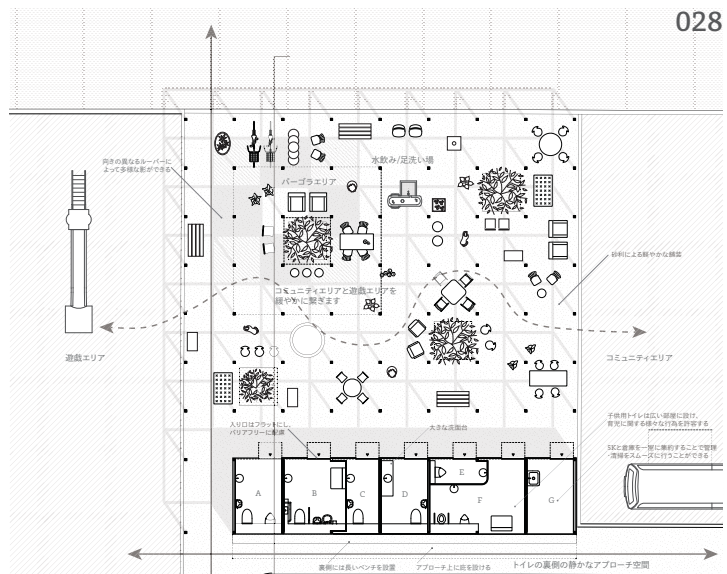 028
向きの異なるルーバーに
よって多様な影ができる
水飲み/足洗い場
パーゴラエリア
砂利による軽やかな舗装
コミュニティエリアと遊戯エリアを
緩やかに繋ぎます
遊戯エリア
コミュニティエリア
入り口はフラットにし、
バリアフリーに配慮
大きな洗面台
子供用トイレは広い部屋に設け、
育児に関する様々な行為を許容する
SKと倉庫を一室に集約することで管理
・清掃をスムーズに行うことができる
A
B
C
D
E
F
G
裏側には長いベンチを設置
アプローチ上に庇を設ける
トイレの裏側の静かなアプローチ空間